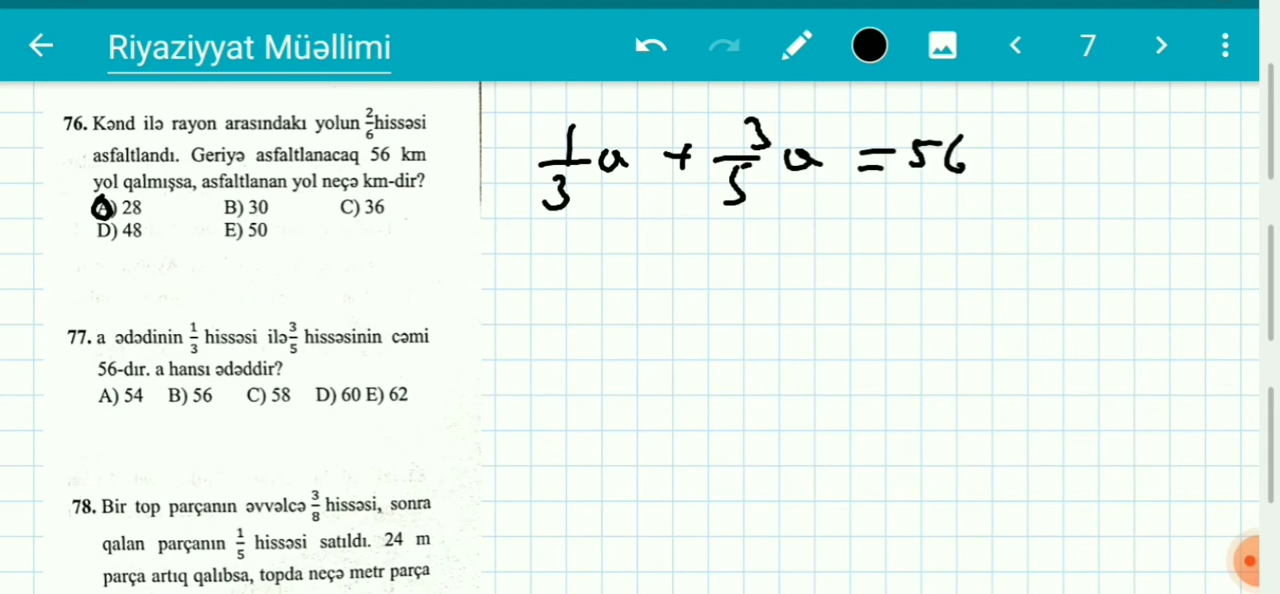 Riyaziyyat Müəllimi
7
76. Kənd ilə rayon arasındakı yolun 2/6 hissəsi
asfaltlandı. Geriyə asfaltlanacaq 56 km
yol qalmışsa, asfaltlanan yol neçə km-dir?
A) 28 B) 30 C) 36
D) 48 E) 50
77. a ədədinin 1/3 hissəsi ilə 3/5 hissəsinin cəmi
56-dır. a hansı ədəddir?
A) 54 B) 56 C) 58 D) 60 E) 62
78. Bir top parçanın əvvəlcə 3/8 hissəsi, sonra
qalan parçanın 1/5 hissəsi satıldı. 24 m
parça artıq qalıbsa, topda neçə metr parça
1/3 a + 3/5 a = 56